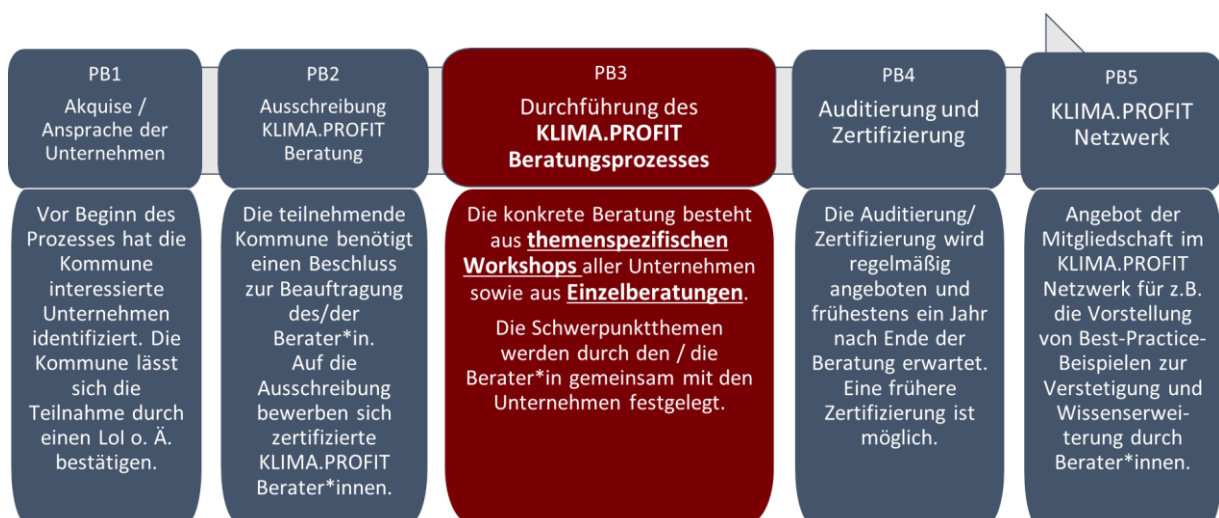 PB1
Akquise /
Ansprache der
Unternehmen
Vor Beginn des
Prozesses hat die
Kommune
interessierte
Unternehmen
identifiziert. Die
Kommune lässt
sich die
Teilnahme durch
einen LoI o. Ä.
bestätigen.
PB2
Ausschreibung
KLIMA.PROFIT
Beratung
Die teilnehmende
Kommune benötigt
einen Beschluss
zur Beauftragung
des/der
Berater*in.
Auf die
Ausschreibung
bewerben sich
zertifizierte
KLIMA.PROFIT
Berater*innen.
PB3
Durchführung des
KLIMA.PROFIT
Beratungsprozesses
Die konkrete Beratung besteht
aus themenspezifischen
Workshops aller Unternehmen
sowie aus Einzelberatungen.
Die Schwerpunktthemen
werden durch den / die
Berater*in gemeinsam mit den
Unternehmen festgelegt.
PB4
Auditierung und
Zertifizierung
Die Auditierung/
Zertifizierung wird
regelmäßig
angeboten und
frühestens ein Jahr
nach Ende der
Beratung erwartet.
Eine frühere
Zertifizierung ist
möglich.
PB5
KLIMA.PROFIT
Netzwerk
Angebot der
Mitgliedschaft im
KLIMA.PROFIT
Netzwerk für z.B.
die Vorstellung
von Best-Practice-
Beispielen zur
Verstetigung und
Wissenserwei-
terung durch
Berater*innen.